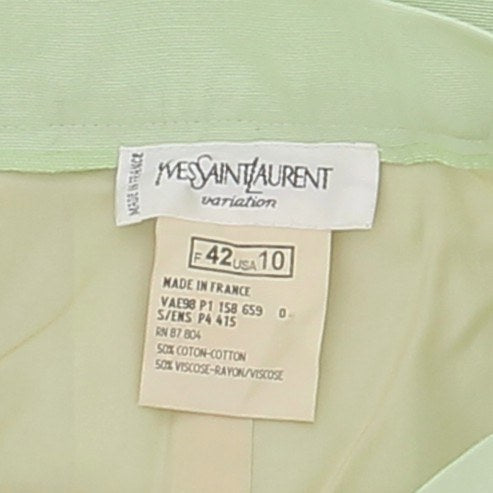 MADE IN FRANCE
YVES SAINT LAURENT
variation
F 42 USA 10
MADE IN FRANCE
VAE98 P1 158 659 0
S/ENS P4 415
RN 87 804
50% COTON-COTTON
50% VISCOSE-RAYON/VISCOSE